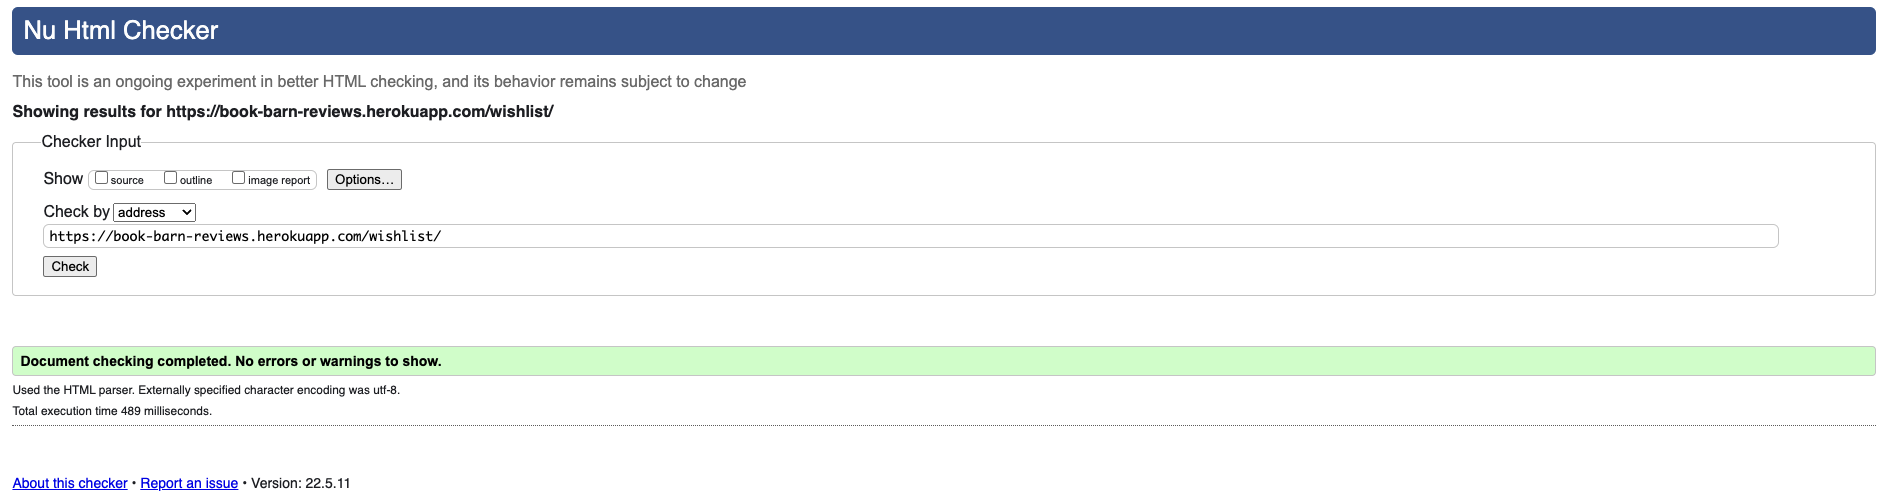 Nu Html Checker
This tool is an ongoing experiment in better HTML checking, and its behavior remains subject to change
Showing results for https://book-barn-reviews.herokuapp.com/wishlist/
Checker Input
Show source outline image report Options...
Check by address
https://book-barn-reviews.herokuapp.com/wishlist/
Check
Document checking completed. No errors or warnings to show.
Used the HTML parser. Externally specified character encoding was utf-8.
Total execution time 489 milliseconds.
About this checker • Report an issue • Version: 22.5.11